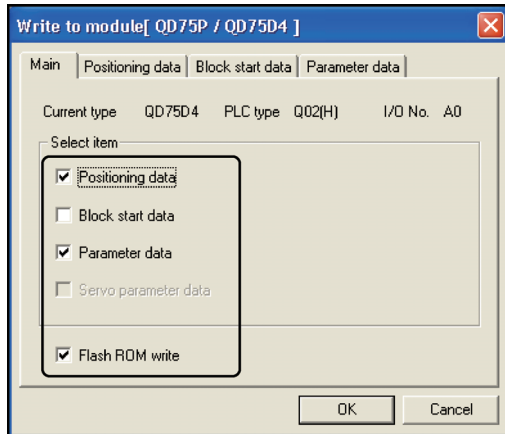 Write to module[ QD75P / QD75D4 ]
Main Positioning data Block start data Parameter data
Current type QD75D4 PLC type Q02(H) I/O No. A0
Select item
Positioning data
Block start data
Parameter data
Servo parameter data
Flash ROM write
OK Cancel